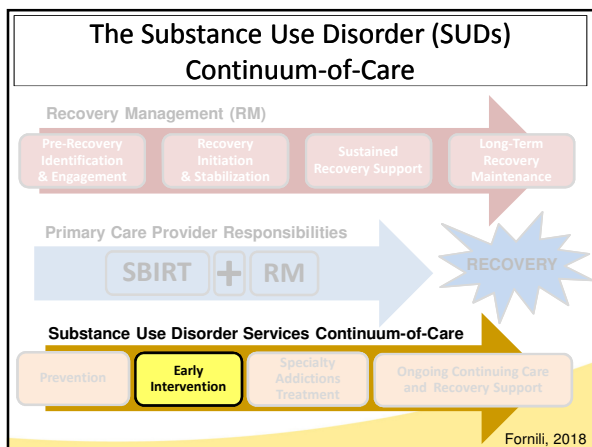 The Substance Use Disorder (SUDs)
Continuum-of-Care
Recovery Management (RM)
Pre-Recovery
Identification
& Engagement
Recovery
Initiation
& Stabilization
Sustained
Recovery Support
Long-Term
Recovery
Maintenance
Primary Care Provider Responsibilities
SBIRT + RM
RECOVERY
Substance Use Disorder Services Continuum-of-Care
Prevention
Early
Intervention
Specialty
Addictions
Treatment
Ongoing Continuing Care
and Recovery Support
Fornili, 2018